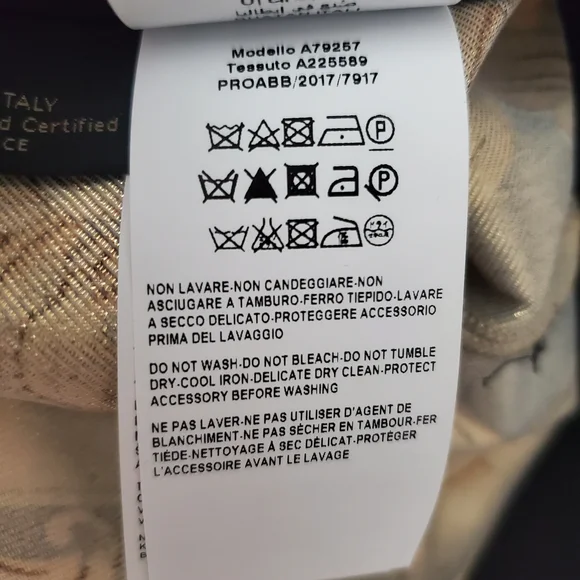 Modello A79257
Tessuto A225589
PROABB/2017/7917
ITALY
d Certified
CE
P
P
NON LAVARE-NON CANDEGGIARE-NON
ASCIUGARE A TAMBURO-FERRO TIEPIDO-LAVARE
A SECCO DELICATO-PROTEGGERE ACCESSORIO
PRIMA DEL LAVAGGIO
DO NOT WASH-DO NOT BLEACH-DO NOT TUMBLE
DRY-COOL IRON-DELICATE DRY CLEAN-PROTECT
ACCESSORY BEFORE WASHING
NE PAS LAVER-NE PAS UTILISER D'AGENT DE
BLANCHIMENT-NE PAS SÉCHER EN TAMBOUR-FER
TIÉDE-NETTOYAGE À SEC DÉLICAT-PROTÉGER
L'ACCESSOIRE AVANT LE LAVAGE